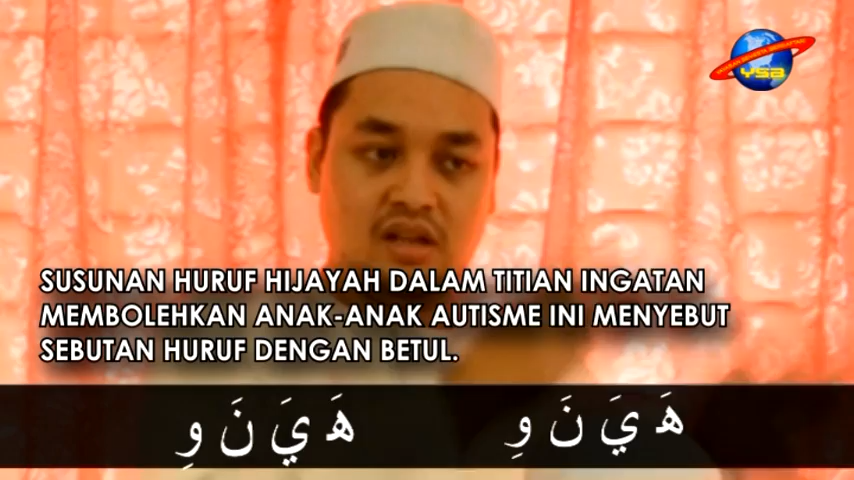 YSB
SUSUNAN HURUF HIJAYAH DALAM TITIAN INGATAN
MEMBOLEHKAN ANAK-ANAK AUTISME INI MENYEBUT
SEBUTAN HURUF DENGAN BETUL.
هَ يَ نَ وِ هَ يَ نَ وِ